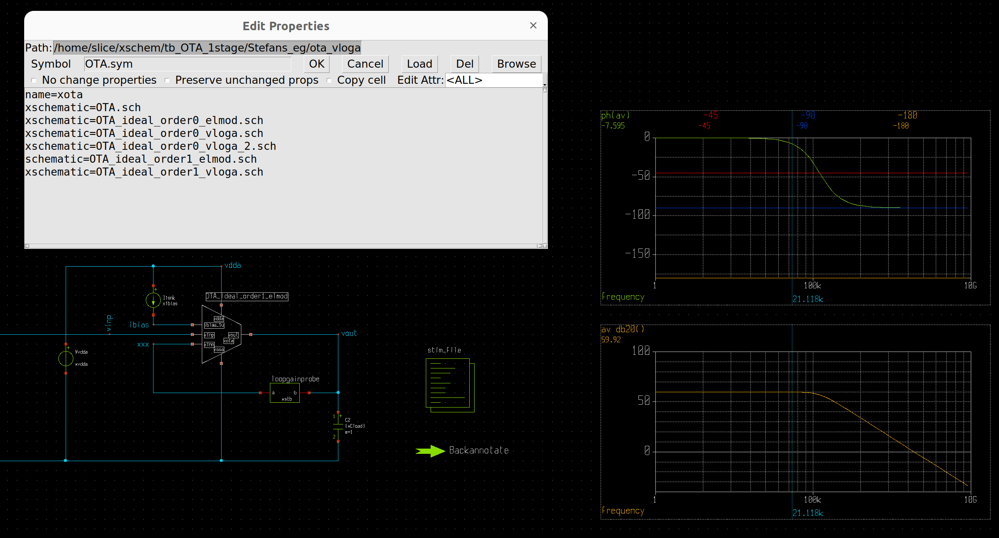 Edit Properties
Path: /home/slice/xschem/tb_OTA_1stage/Stefans_eg/ota_vloga
Symbol OTA.sym OK Cancel Load Del Browse
No change properties Preserve unchanged props Copy cell Edit Attr: <ALL>
name=xota
xschematic=OTA.sch
xschematic=OTA_ideal_order0_elmod.sch
xschematic=OTA_ideal_order0_vloga.sch
xschematic=OTA_ideal_order0_vloga_2.sch
schematic=OTA_ideal_order1_elmod.sch
xschematic=OTA_ideal_order1_vloga.sch
vdda
+
I1snk
xibias
OTA_ideal_order1_elmod
vinp
ibias
xxx
vdda
ibias_1u
vinp
vout
xota
vinn
vssa
vout
+
Vvdda
xvdda
loopgainprobe
a b
xstb
1 +
C2
{xCload}
m=1
2
stim_file
Backannotate
ph(av) -45 -90 -180
-7.595 -45 -90 -180
0
-50
-100
-150
1 100k 10G
frequency
21.118k
av db20()
59.92
100
50
0
1 100k 10G
frequency
21.118k